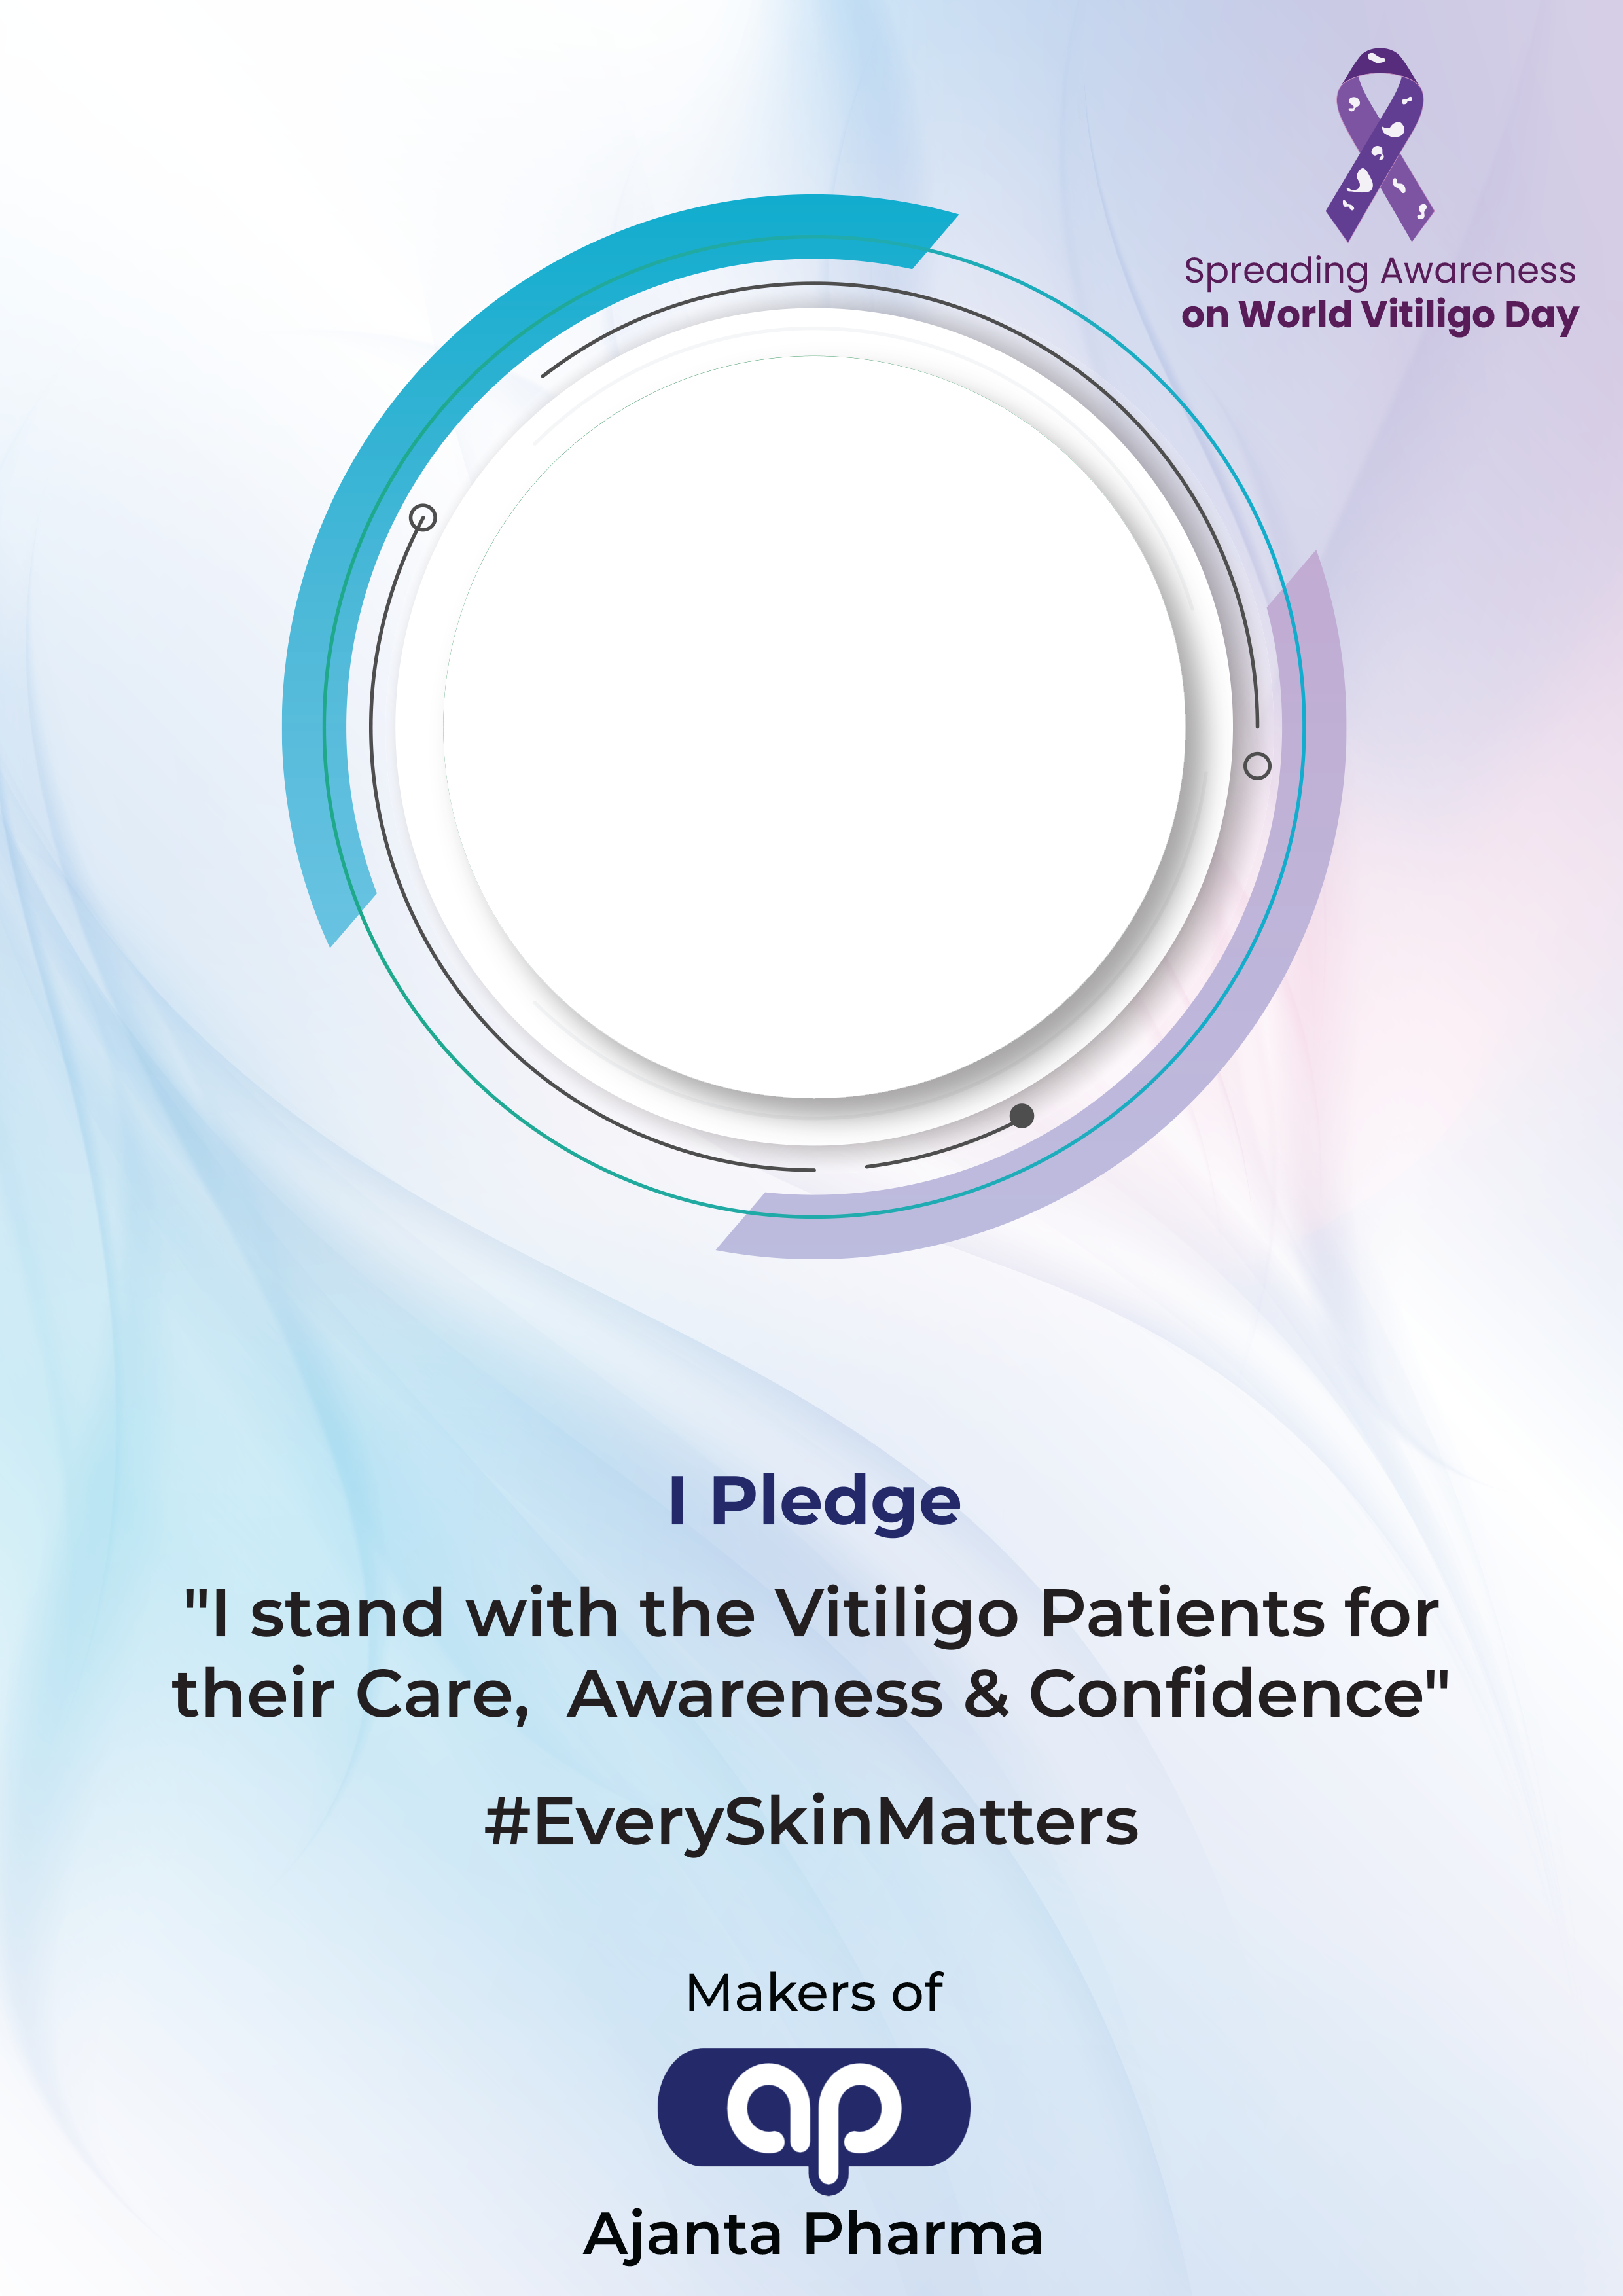 Spreading Awareness
on World Vitiligo Day
I Pledge
"I stand with the Vitiligo Patients for
their Care,  Awareness & Confidence"
#EverySkinMatters
Makers of
ap
Ajanta Pharma